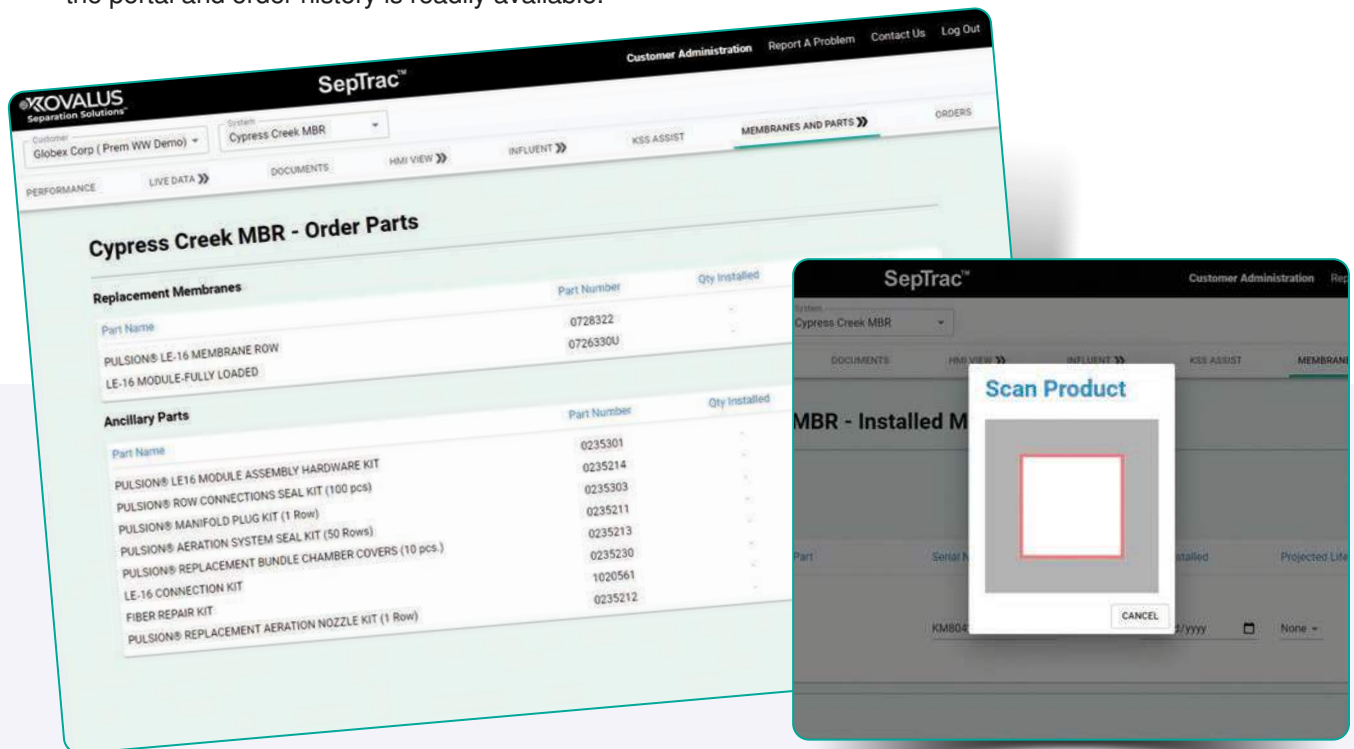 the portal and order history is readily available.
KOVALUS
Separation Solutions
SepTrac™
Customer Administration Report A Problem Contact Us Log Out
Customer
Globex Corp ( Prem WW Demo)
System
Cypress Creek MBR
PERFORMANCE LIVE DATA DOCUMENTS HMI VIEW INFLUENT KSS ASSIST MEMBRANES AND PARTS ORDERS
Cypress Creek MBR - Order Parts
Replacement Membranes
Part Name Part Number Qty Installed
PULSION® LE-16 MEMBRANE ROW 0728322 -
LE-16 MODULE-FULLY LOADED 0726330U -
Ancillary Parts
Part Name Part Number Qty Installed
PULSION® LE16 MODULE ASSEMBLY HARDWARE KIT 0235301 -
PULSION® ROW CONNECTIONS SEAL KIT (100 pcs) 0235214 -
PULSION® MANIFOLD PLUG KIT (1 Row) 0235303 -
PULSION® AERATION SYSTEM SEAL KIT (50 Rows) 0235211 -
PULSION® REPLACEMENT BUNDLE CHAMBER COVERS (10 pcs.) 0235213 -
LE-16 CONNECTION KIT 0235230 -
FIBER REPAIR KIT 1020561 -
PULSION® REPLACEMENT AERATION NOZZLE KIT (1 Row) 0235212 -
SepTrac™
Customer Administration Rep
System
Cypress Creek MBR
DOCUMENTS HMI VIEW INFLUENT KSS ASSIST MEMBRAN
MBR - Installed M
Scan Product
Part Serial N stalled Projected Life
KM804 d/yyyy None
CANCEL